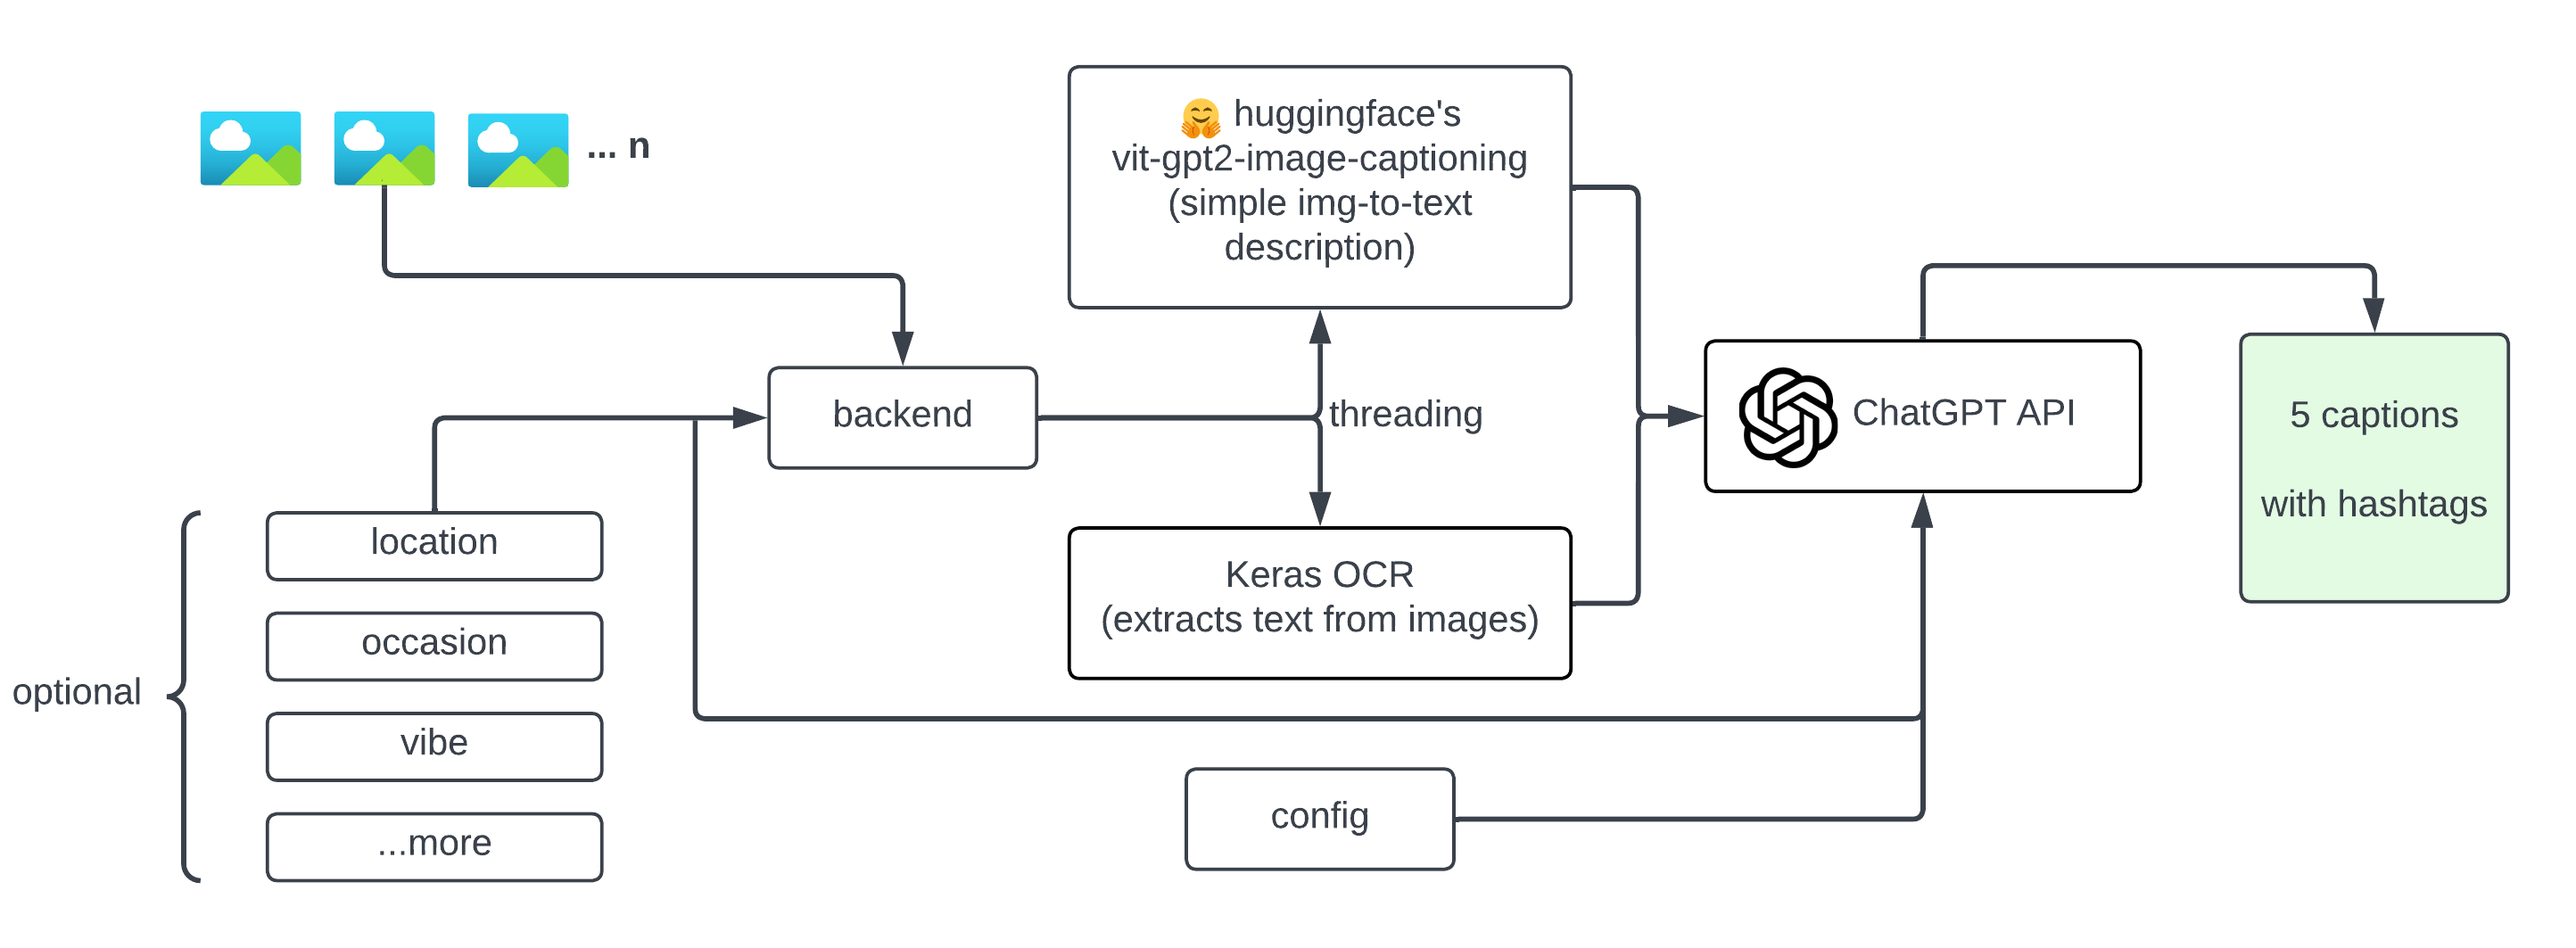 ... n
huggingface's
vit-gpt2-image-captioning
(simple img-to-text
description)
backend
threading
ChatGPT API
5 captions
with hashtags
location
occasion
optional
vibe
...more
Keras OCR
(extracts text from images)
config